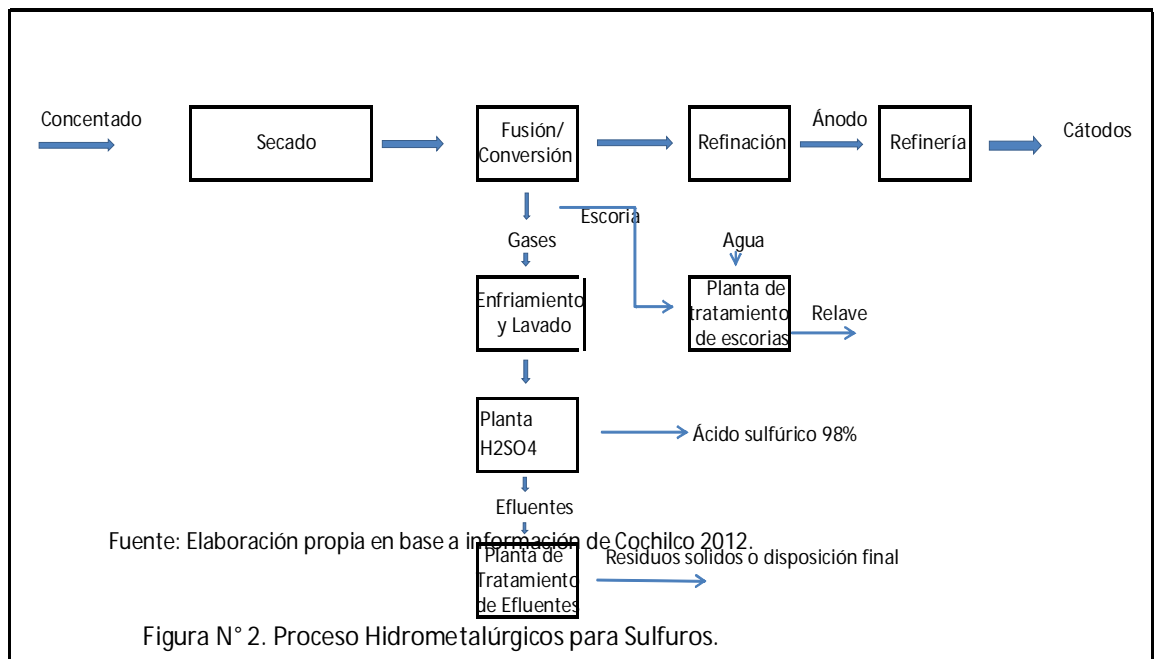 Concentado
Secado
Fusión/
Conversión
Refinación
Ánodo
Refinería
Cátodos
Escoria
Gases
Agua
Enfriamiento
y Lavado
Planta de
tratamiento
de escorias
Relave
Planta
H2SO4
Ácido sulfúrico 98%
Efluentes
Fuente: Elaboración propia en base a información de Cochilco 2012.
Planta de
Tratamiento
de Efluentes
Residuos solidos o disposición final
Figura N° 2. Proceso Hidrometalúrgicos para Sulfuros.